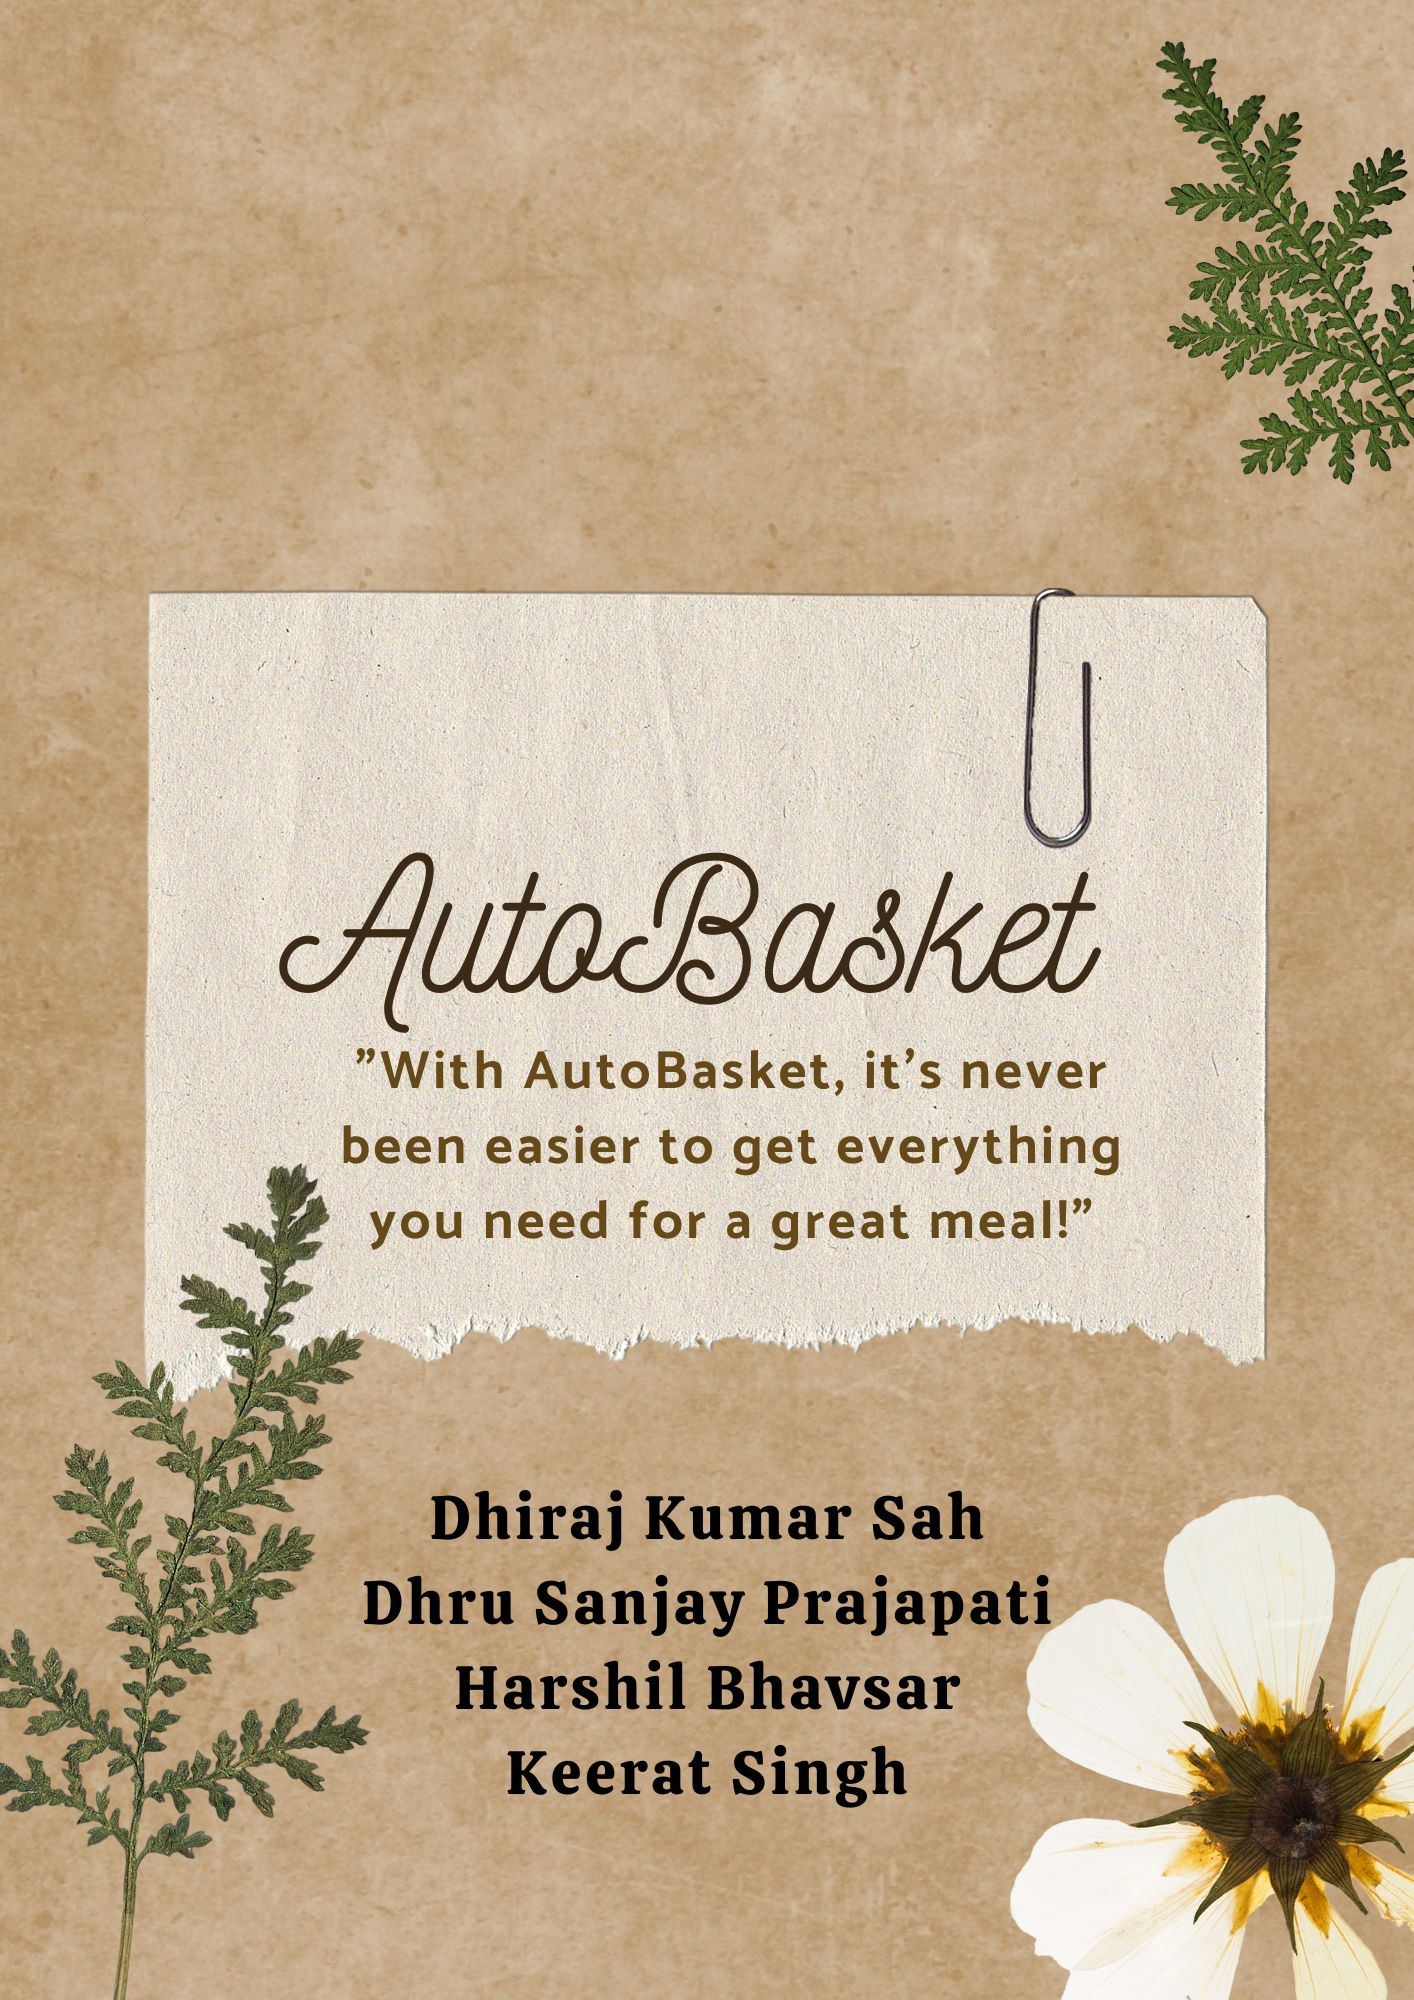 AutoBasket
”With AutoBasket, it’s never
been easier to get everything
you need for a great meal!”
Dhiraj Kumar Sah
Dhru Sanjay Prajapati
Harshil Bhavsar
Keerat Singh